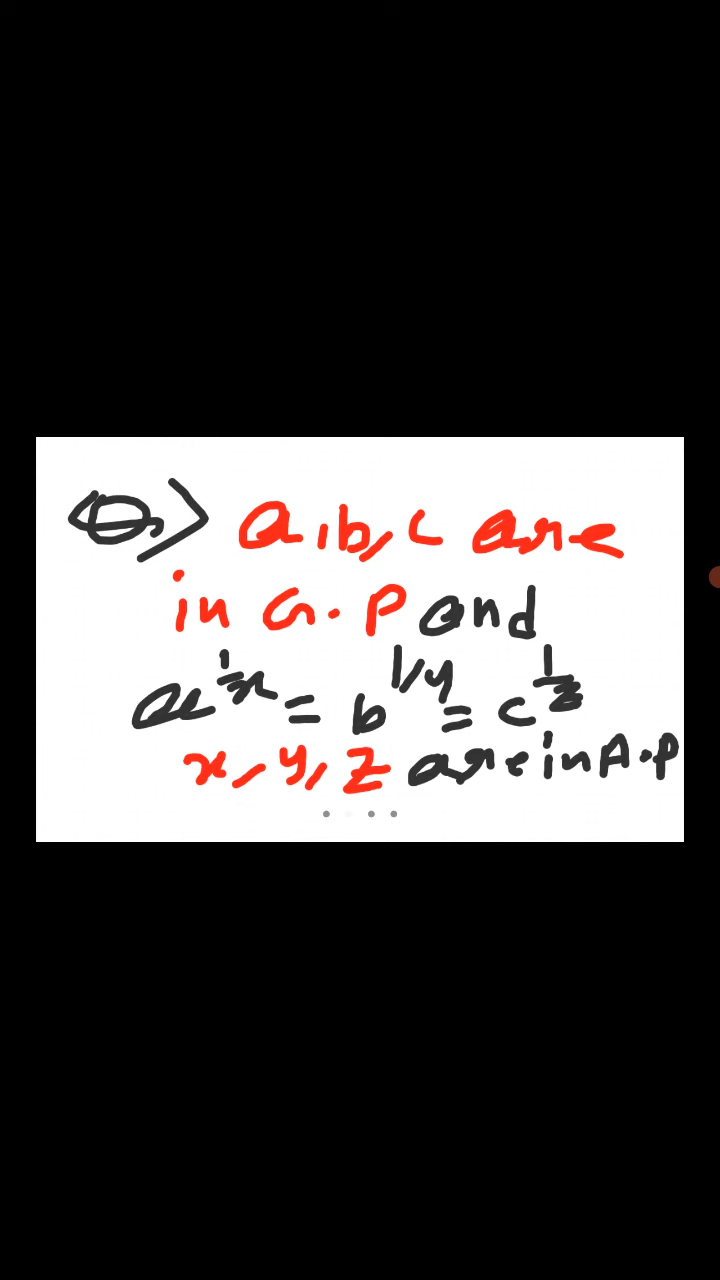 <Q> a,b,c are
in G.P and
a^{1/x} = b^{1/y} = c^{1/z}
x, y, z are in A.P